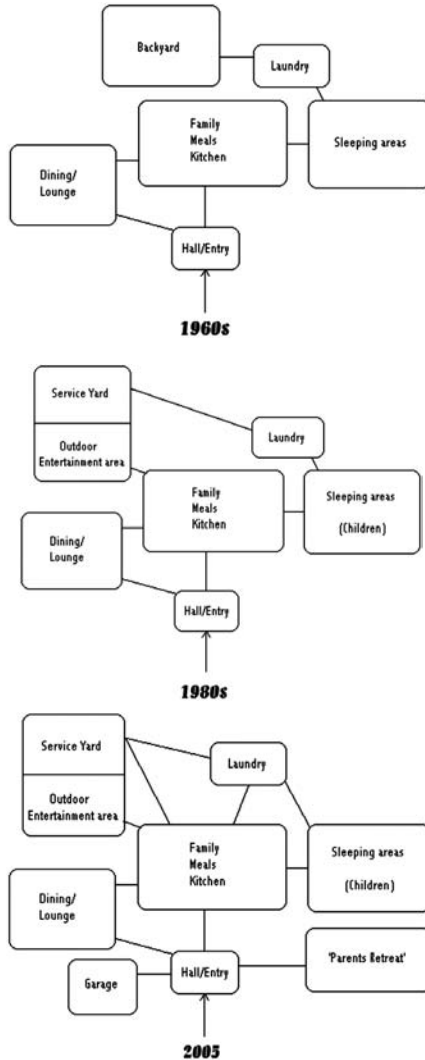 Backyard
Laundry
Family
Meals
Kitchen
Sleeping areas
Dining/
Lounge
Hall/Entry
1960s
Service Yard
Outdoor
Entertainment area
Laundry
Family
Meals
Kitchen
Sleeping areas
(Children)
Dining/
Lounge
Hall/Entry
1980s
Service Yard
Laundry
Outdoor
Entertainment area
Family
Meals
Kitchen
Sleeping areas
(Children)
Dining/
Lounge
Hall/Entry
'Parents Retreat'
Garage
2005